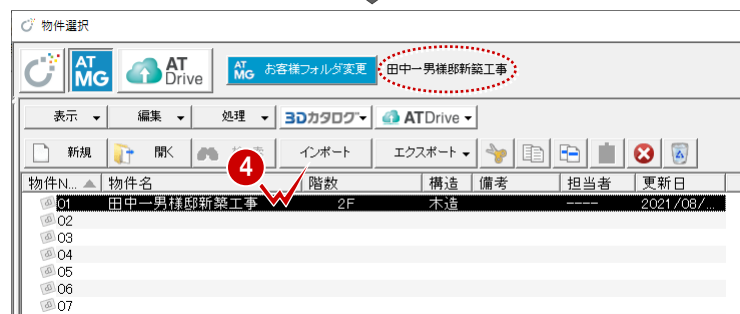 物件選択
AT MG AT Drive AT MG お客様フォルダ変更 田中一男様邸新築工事
表示 編集 処理 3Dカタログ ATDrive
新規 開く インポート エクスポート
4
物件N... 物件名 階数 構造 備考 担当者 更新日
01 田中一男様邸新築工事 2F 木造 ---- 2021/08/...
02
03
04
05
06
07